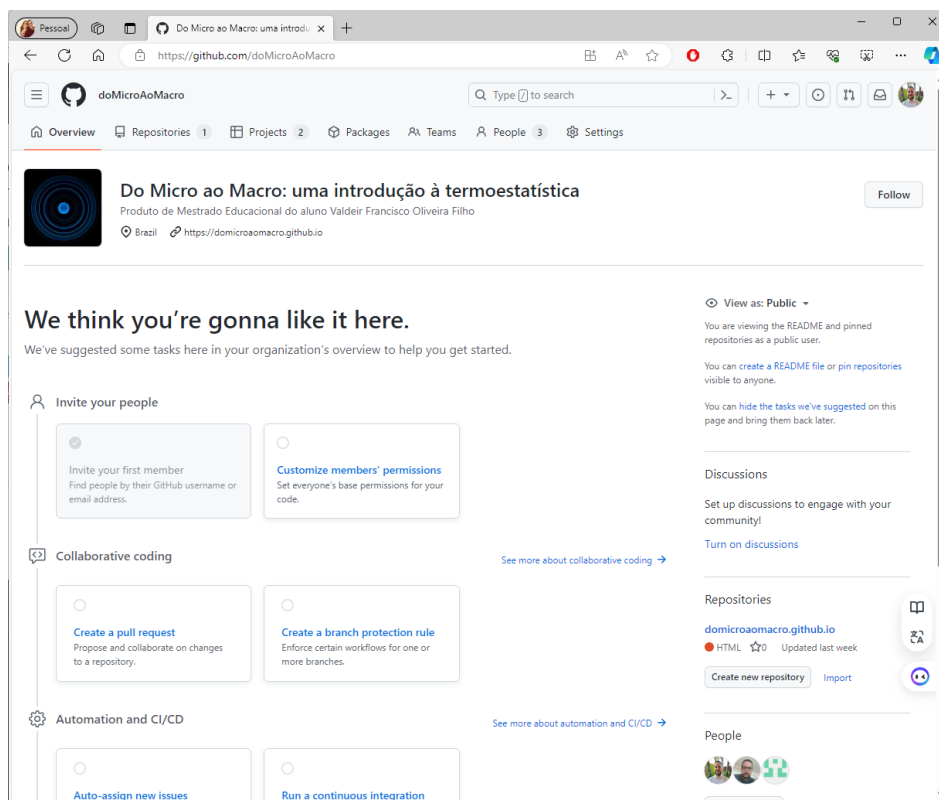 Pessoal
Do Micro ao Macro: uma introdu
https://github.com/doMicroAoMacro
doMicroAoMacro
Type / to search
Overview
Repositories 1
Projects 2
Packages
Teams
People 3
Settings
Do Micro ao Macro: uma introdução à termoestatística
Follow
Produto de Mestrado Educacional do aluno Valdeir Francisco Oliveira Filho
Brazil https://domicroaomacro.github.io
We think you're gonna like it here.
We've suggested some tasks here in your organization's overview to help you get started.
Invite your people
Invite your first member
Find people by their GitHub username or
email address.
Customize members' permissions
Set everyone's base permissions for your
code.
Collaborative coding
See more about collaborative coding →
Create a pull request
Propose and collaborate on changes
to a repository.
Create a branch protection rule
Enforce certain workflows for one or
more branches.
Automation and CI/CD
See more about automation and CI/CD →
Auto-assign new issues
Run a continuous integration
View as: Public
You are viewing the README and pinned
repositories as a public user.
You can create a README file or pin repositories
visible to anyone.
You can hide the tasks we've suggested on this
page and bring them back later.
Discussions
Set up discussions to engage with your
community!
Turn on discussions
Repositories
domicroaomacro.github.io
HTML 0 Updated last week
Create new repository
Import
People